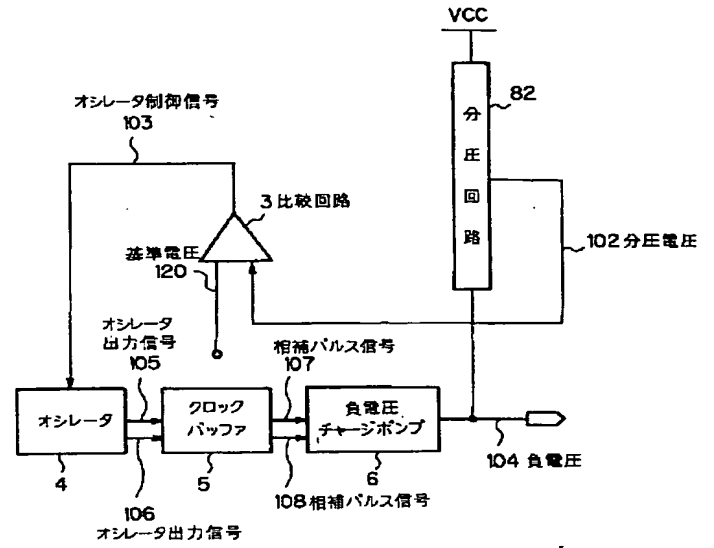 VCC
82
分圧回路
オシレータ制御信号
103
3 比較回路
基準電圧
120
102 分圧電圧
オシレータ
出力信号
105
相補パルス信号
107
オシレータ
4
クロック
バッファ
5
負電圧
チャージポンプ
6
104 負電圧
106
オシレータ出力信号
108 相補パルス信号